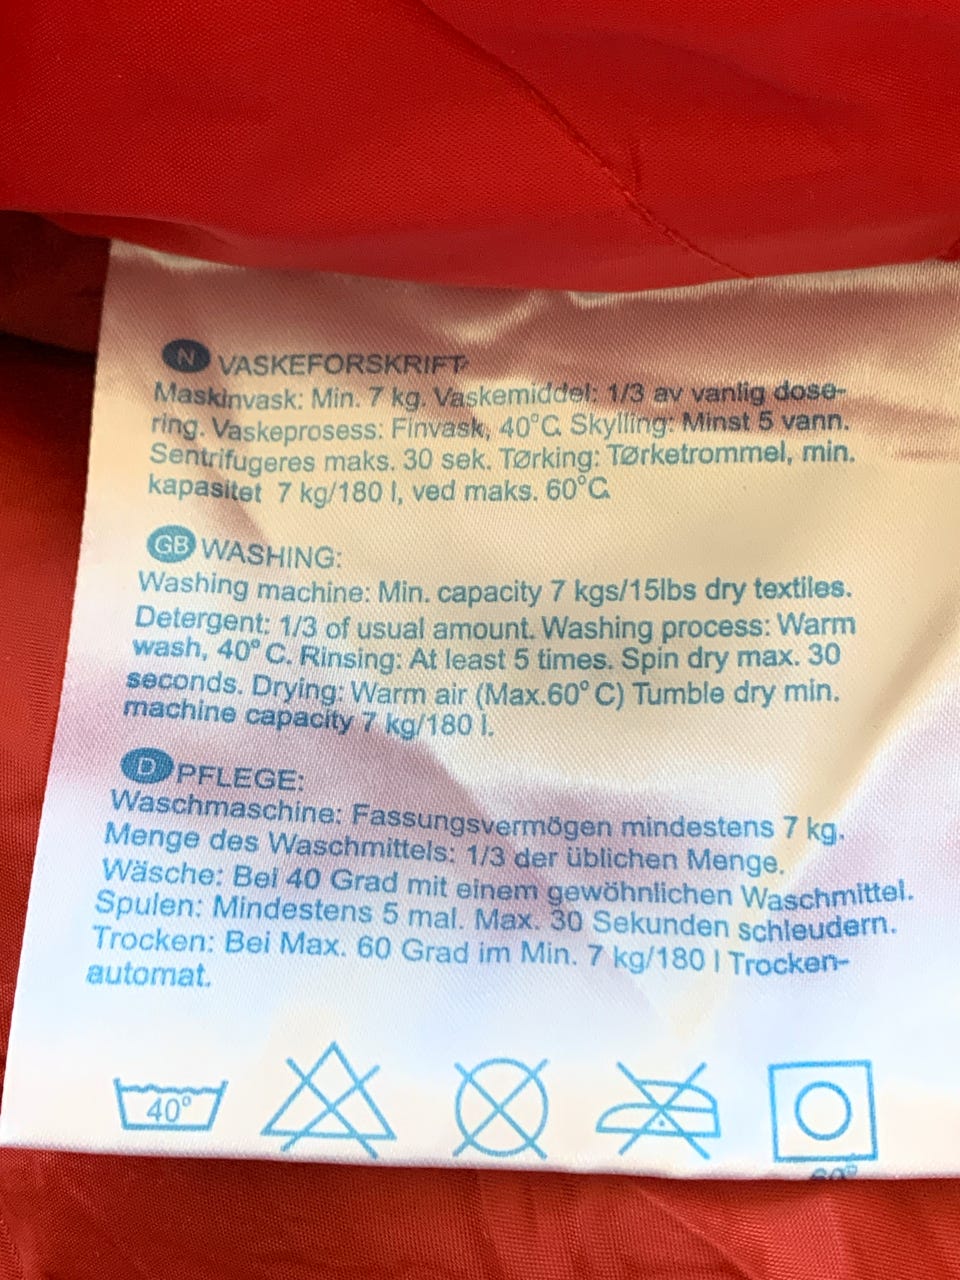 N VASKEFORSKRIFT:
Maskinvask: Min. 7 kg. Vaskemiddel: 1/3 av vanlig dose-
ring. Vaskeprosess: Finvask, 40°C. Skylling: Minst 5 vann.
Sentrifugeres maks. 30 sek. Tørking: Tørketrommel, min.
kapasitet 7 kg/180 l, ved maks. 60°C.
GB WASHING:
Washing machine: Min. capacity 7 kgs/15lbs dry textiles.
Detergent: 1/3 of usual amount. Washing process: Warm
wash, 40° C. Rinsing: At least 5 times. Spin dry max. 30
seconds. Drying: Warm air (Max.60° C) Tumble dry min.
machine capacity 7 kg/180 l.
D PFLEGE:
Waschmaschine: Fassungsvermögen mindestens 7 kg.
Menge des Waschmittels: 1/3 der üblichen Menge.
Wäsche: Bei 40 Grad mit einem gewöhnlichen Waschmittel.
Spulen: Mindestens 5 mal. Max. 30 Sekunden schleudern.
Trocken: Bei Max. 60 Grad im Min. 7 kg/180 l Trocken-
automat.
40°
60°